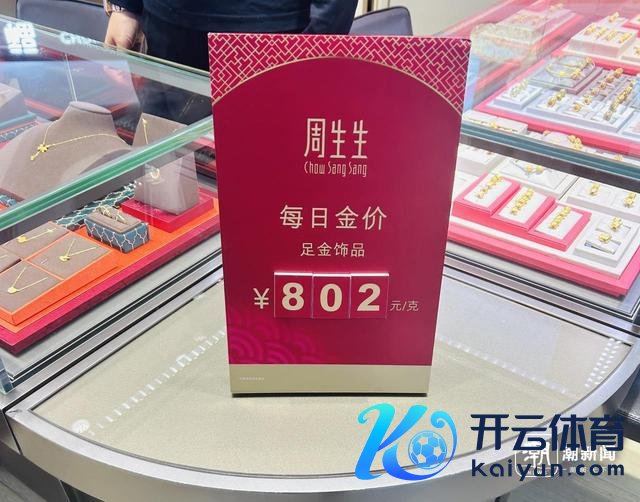 周生生
Chow Sang Sang
每日金价
足金饰品
¥802元/克
潮新闻
开云体育
kaiyun.com